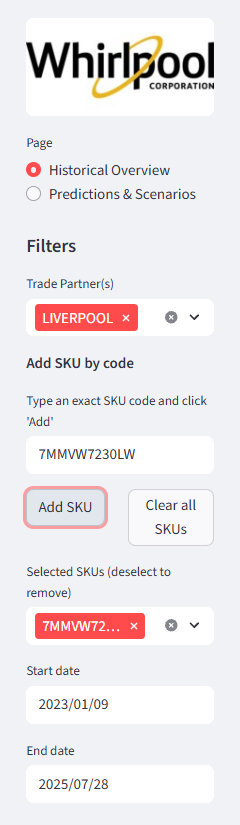 Whirlpool
CORPORATION
Page
Historical Overview
Predictions & Scenarios
Filters
Trade Partner(s)
LIVERPOOL ×
Add SKU by code
Type an exact SKU code and click
'Add'
7MMVW7230LW
Add SKU
Clear all
SKUs
Selected SKUs (deselect to
remove)
7MMVW72... ×
Start date
2023/01/09
End date
2025/07/28